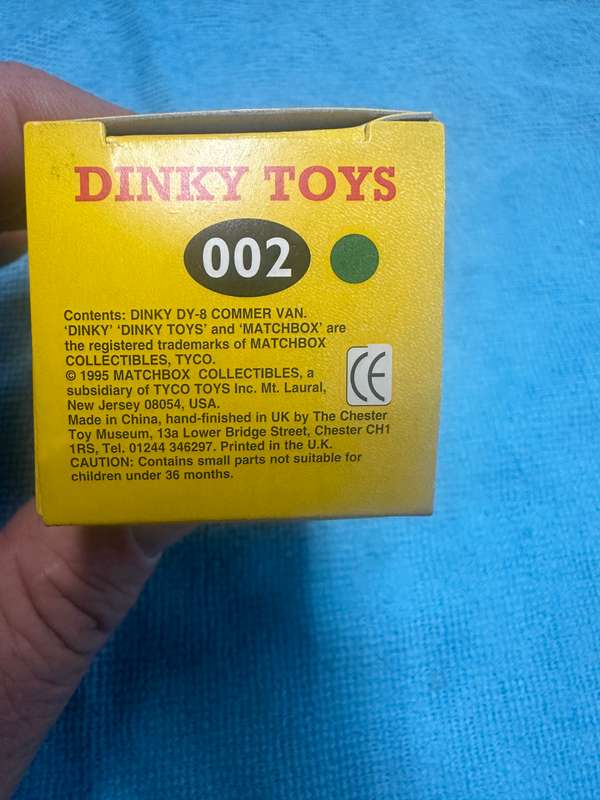 DINKY TOYS
002
Contents: DINKY DY-8 COMMER VAN.
'DINKY' 'DINKY TOYS' and 'MATCHBOX' are
the registered trademarks of MATCHBOX
COLLECTIBLES, TYCO.
© 1995 MATCHBOX COLLECTIBLES, a
subsidiary of TYCO TOYS Inc. Mt. Laural,
New Jersey 08054, USA.
CE
Made in China, hand-finished in UK by The Chester
Toy Museum, 13a Lower Bridge Street, Chester CH1
1RS, Tel. 01244 346297. Printed in the U.K.
CAUTION: Contains small parts not suitable for
children under 36 months.